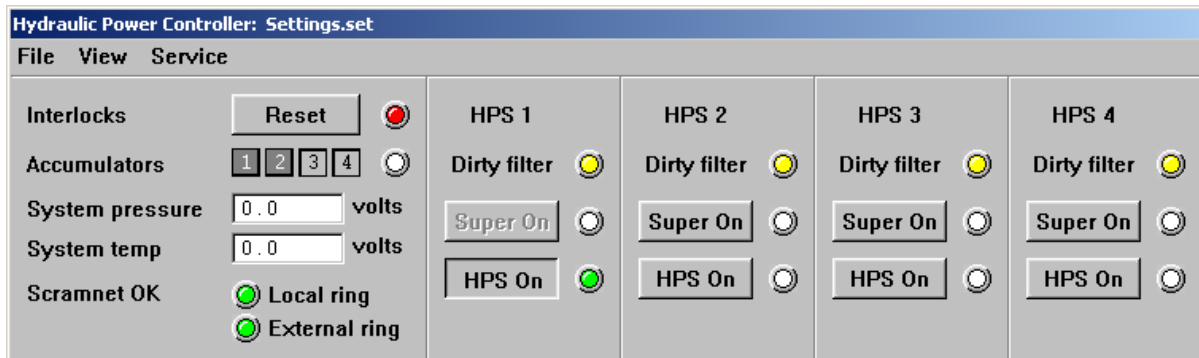 Hydraulic Power Controller: Settings.set
File View Service
Interlocks Reset
Accumulators 1 2 3 4
System pressure 0.0 volts
System temp 0.0 volts
Scramnet OK Local ring
External ring
HPS 1
Dirty filter
Super On
HPS On
HPS 2
Dirty filter
Super On
HPS On
HPS 3
Dirty filter
Super On
HPS On
HPS 4
Dirty filter
Super On
HPS On